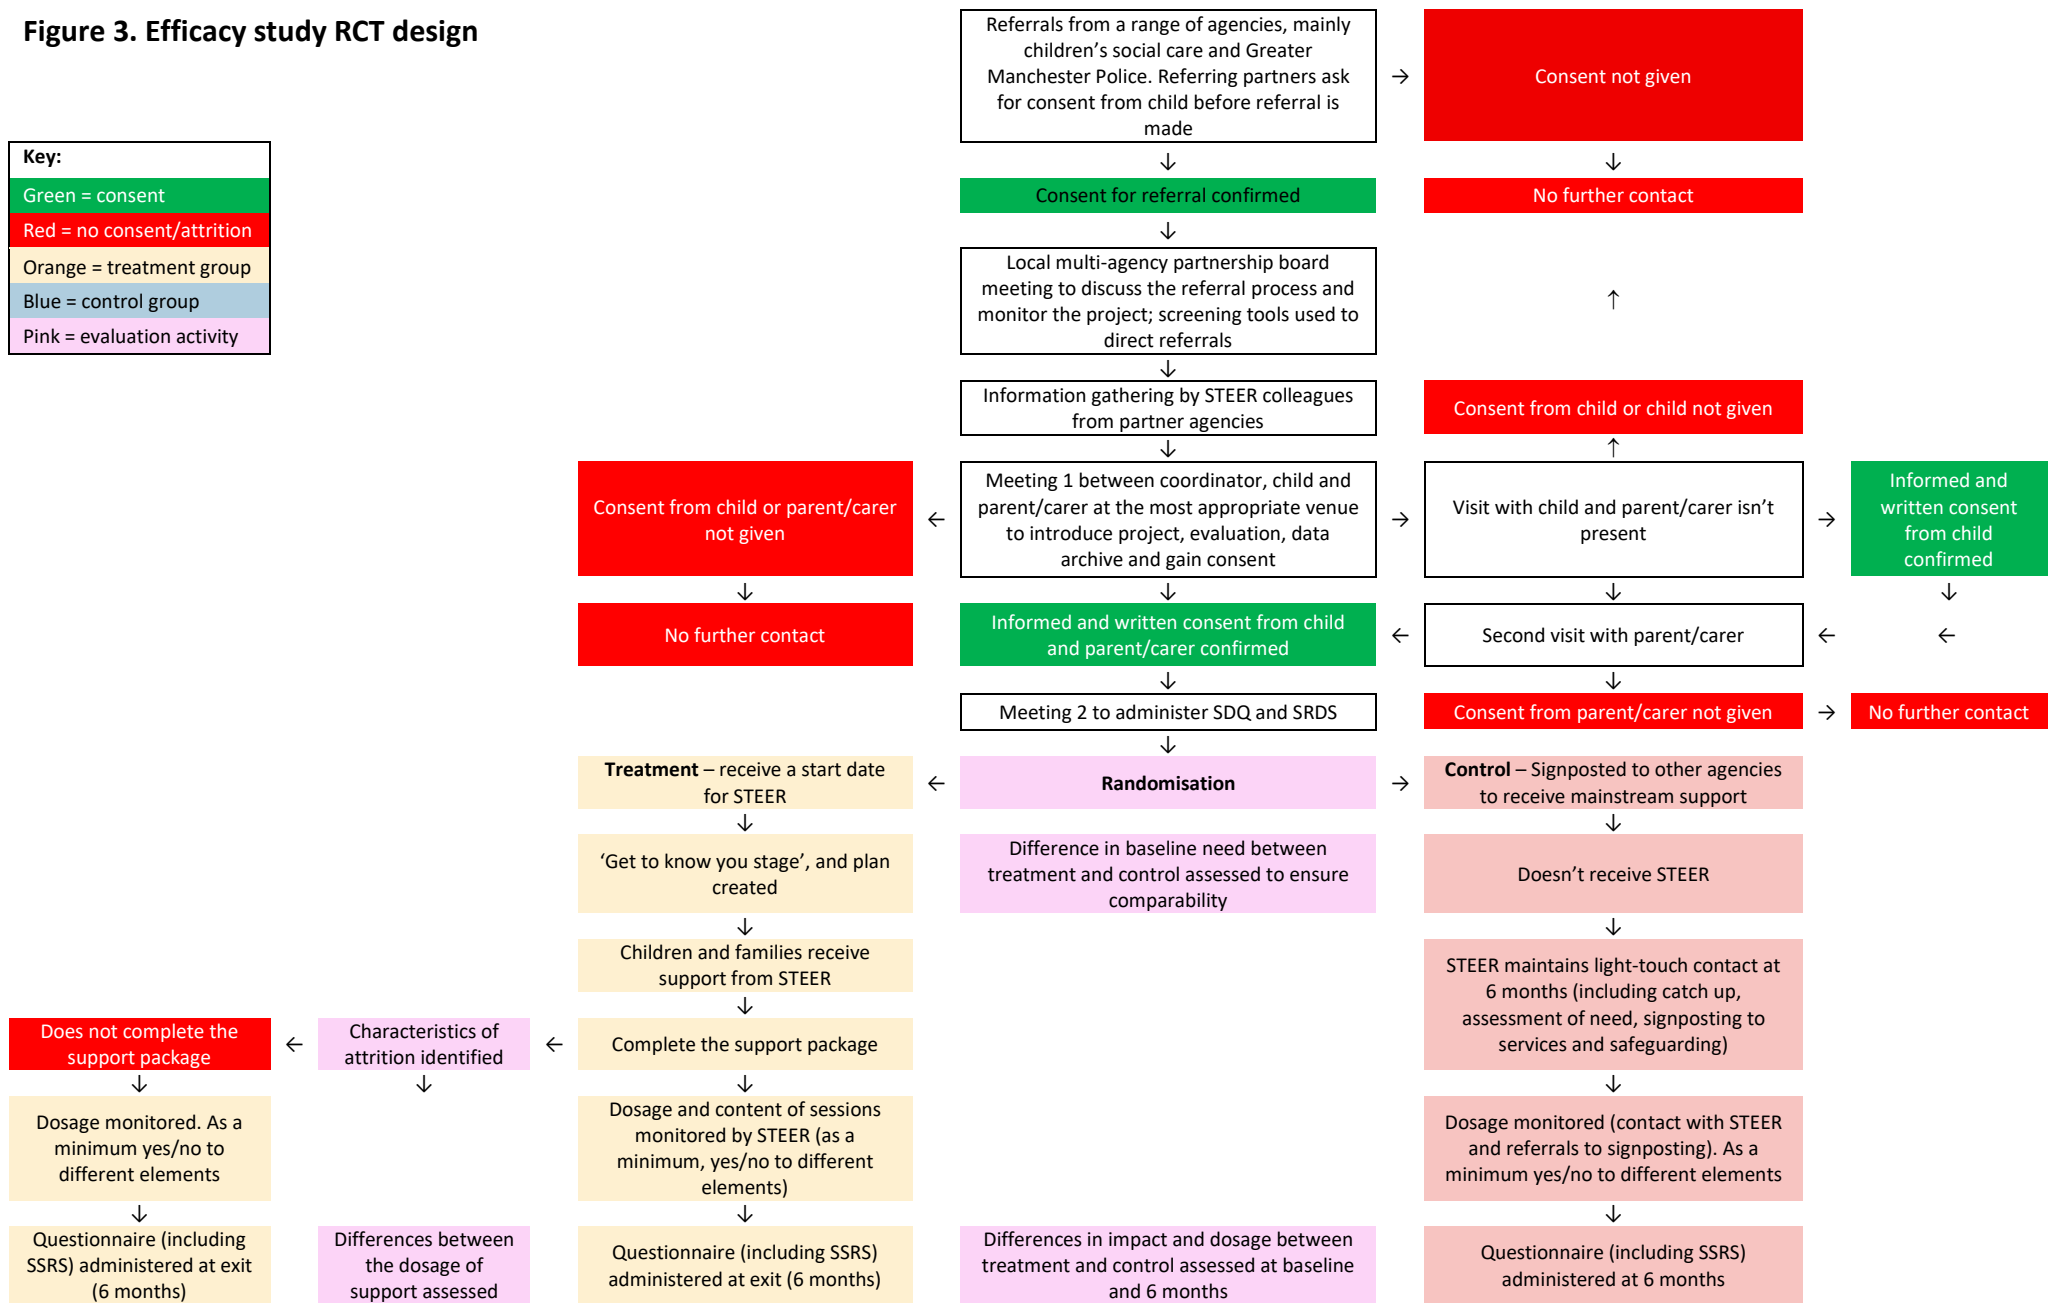 Figure 3. Efficacy study RCT design
Key:
Green = consent
Red = no consent/attrition
Orange = treatment group
Blue = control group
Pink = evaluation activity
Referrals from a range of agencies, mainly
children’s social care and Greater
Manchester Police. Referring partners ask
for consent from child before referral is
made
→
Consent not given
↓
↓
Consent for referral confirmed
No further contact
↓
Local multi-agency partnership board
meeting to discuss the referral process and
monitor the project; screening tools used to
direct referrals
↑
↓
Information gathering by STEER colleagues
from partner agencies
Consent from child or child not given
↓
↑
Consent from child or parent/carer
not given
←
Meeting 1 between coordinator, child and
parent/carer at the most appropriate venue
to introduce project, evaluation, data
archive and gain consent
→
Visit with child and parent/carer isn’t
present
→
Informed and
written consent
from child
confirmed
↓
↓
↓
↓
No further contact
Informed and written consent from child
and parent/carer confirmed
←
Second visit with parent/carer
←
←
↓
↓
Meeting 2 to administer SDQ and SRDS
Consent from parent/carer not given
→
No further contact
↓
Treatment – receive a start date
for STEER
←
Randomisation
→
Control – Signposted to other agencies
to receive mainstream support
↓
↓
‘Get to know you stage’, and plan
created
Difference in baseline need between
treatment and control assessed to ensure
comparability
Doesn’t receive STEER
↓
↓
Children and families receive
support from STEER
STEER maintains light-touch contact at
6 months (including catch up,
assessment of need, signposting to
services and safeguarding)
↓
Does not complete the
support package
←
Characteristics of
attrition identified
←
Complete the support package
↓
↓
↓
↓
Dosage monitored. As a
minimum yes/no to
different elements
Dosage and content of sessions
monitored by STEER (as a
minimum, yes/no to different
elements)
Dosage monitored (contact with STEER
and referrals to signposting). As a
minimum yes/no to different elements
↓
↓
↓
Questionnaire (including
SSRS) administered at exit
(6 months)
Differences between
the dosage of
support assessed
Questionnaire (including SSRS)
administered at exit (6 months)
Differences in impact and dosage between
treatment and control assessed at baseline
and 6 months
Questionnaire (including SSRS)
administered at 6 months